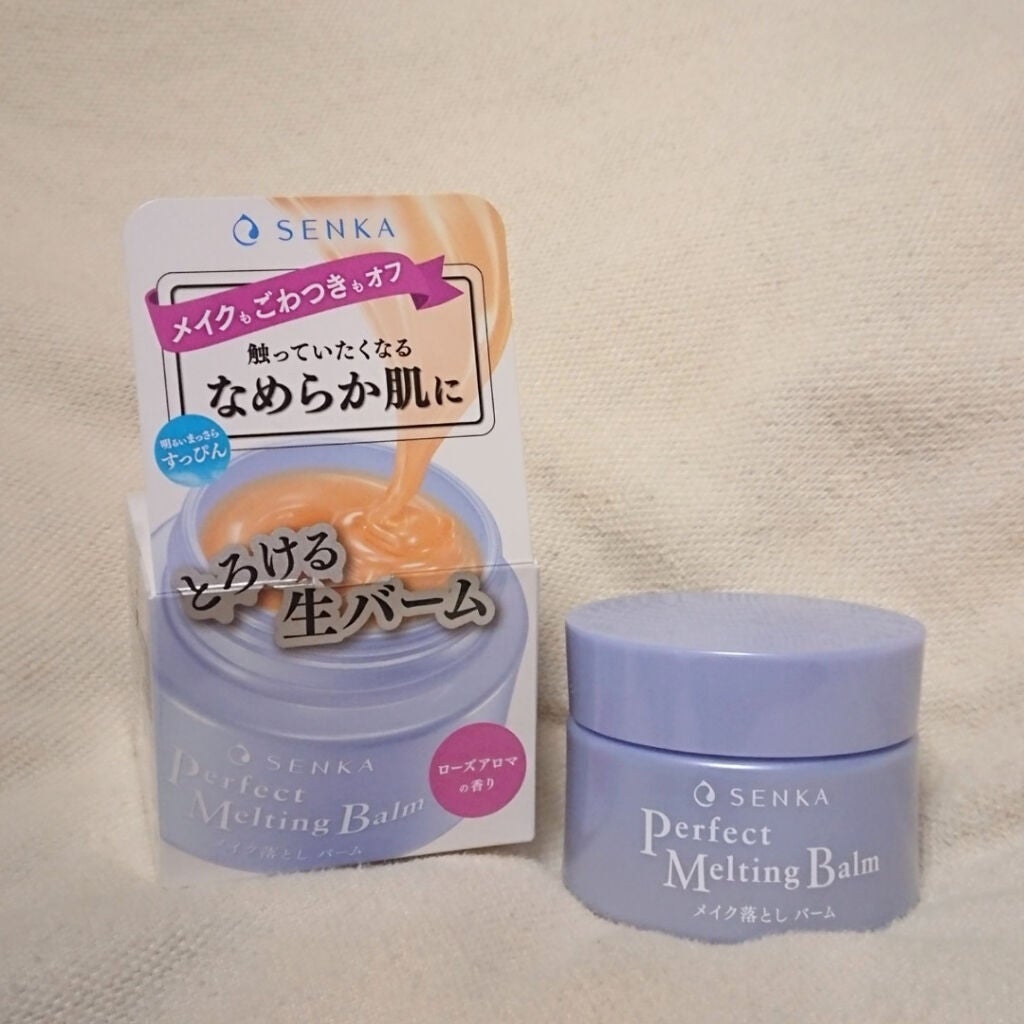 SENKA
メイクもごわつきもオフ
触っていたくなる
なめらか肌に
明るいまっさら
すっぴん
とろける
生バーム
SENKA
Perfect
Melting Balm
メイク落とし バーム
ローズアロマ
の香り
SENKA
Perfect
Melting Balm
メイク落とし バーム